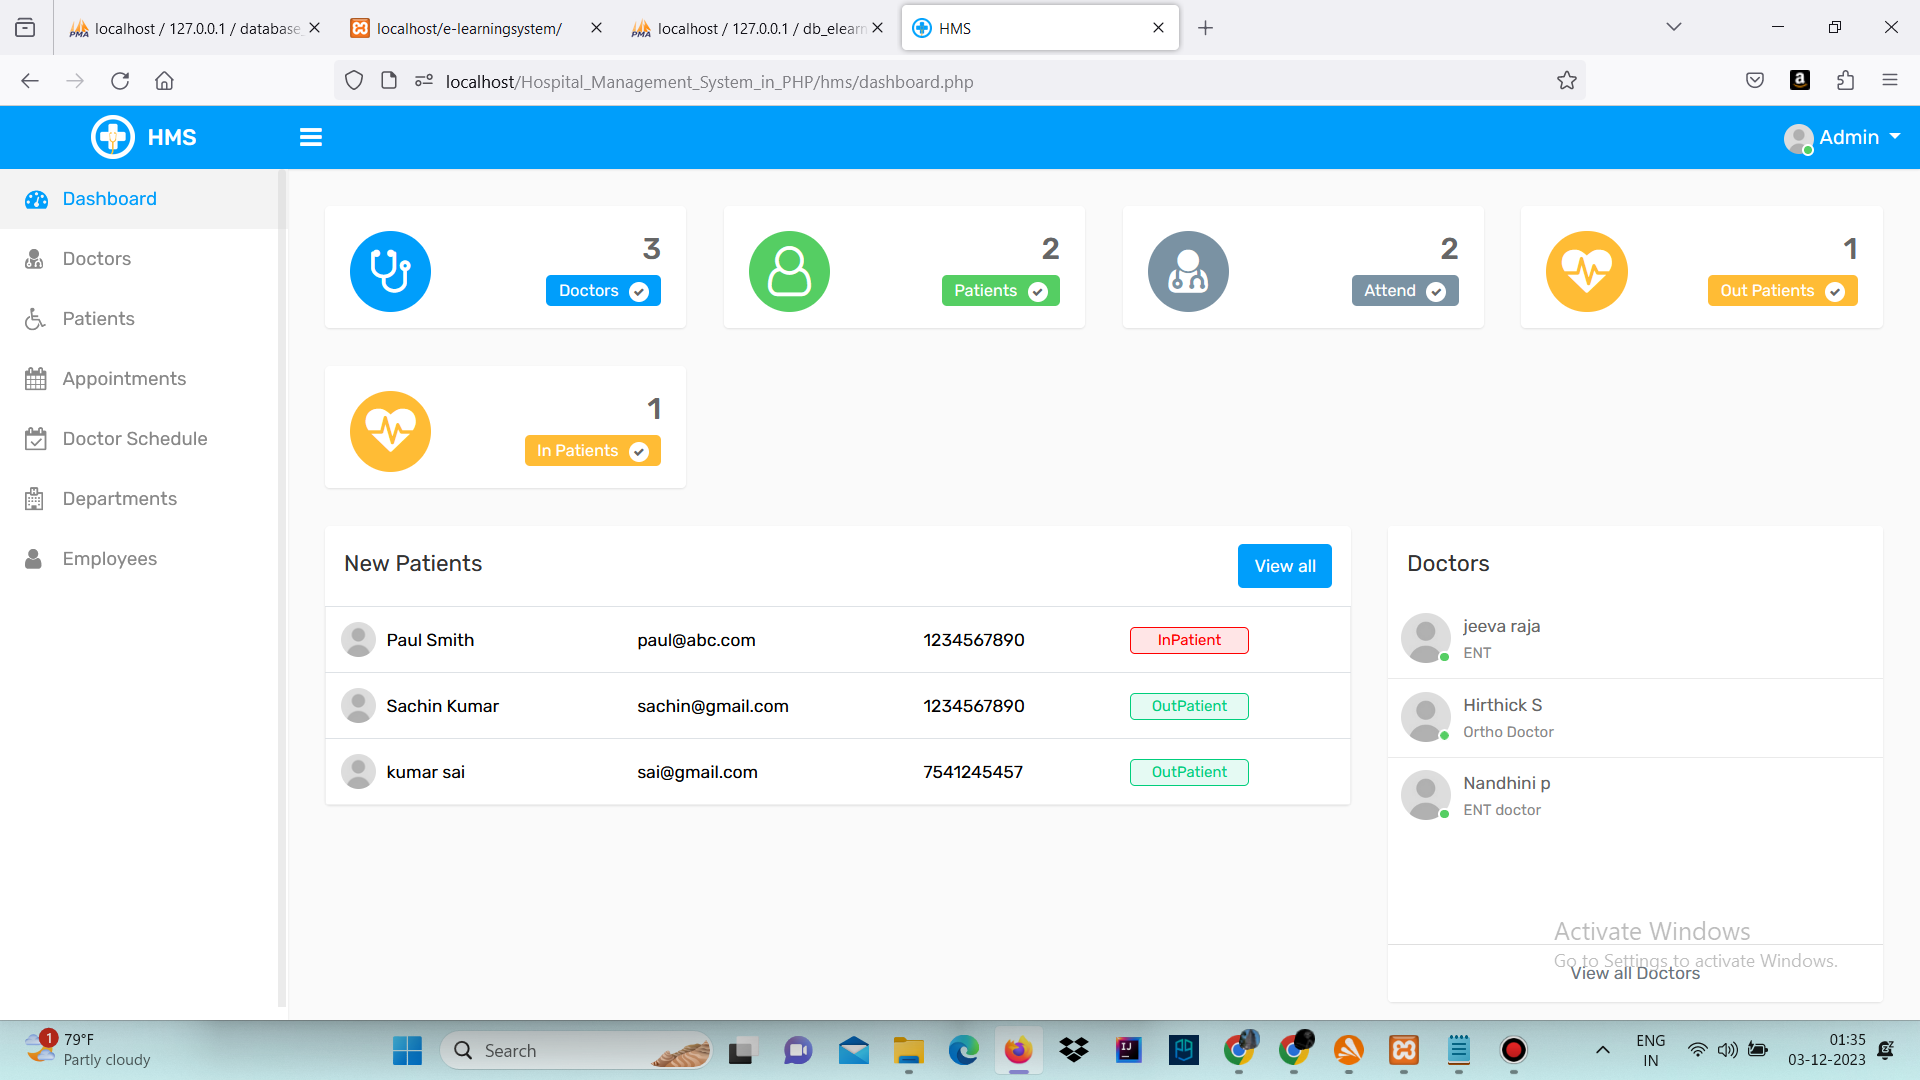 localhost / 127.0.0.1 / database_
localhost/e-learningsystem/
localhost / 127.0.0.1 / db_elearn
HMS
localhost/Hospital_Management_System_in_PHP/hms/dashboard.php
HMS
Admin
Dashboard
Doctors
Patients
Appointments
Doctor Schedule
Departments
Employees
3
Doctors
2
Patients
2
Attend
1
Out Patients
1
In Patients
New Patients
View all
Paul Smith paul@abc.com 1234567890 InPatient
Sachin Kumar sachin@gmail.com 1234567890 OutPatient
kumar sai sai@gmail.com 7541245457 OutPatient
Doctors
jeeva raja
ENT
Hirthick S
Ortho Doctor
Nandhini p
ENT doctor
Activate Windows
Go to Settings to activate Windows.
View all Doctors
1
79°F
Partly cloudy
Search
ENG
IN
01:35
03-12-2023